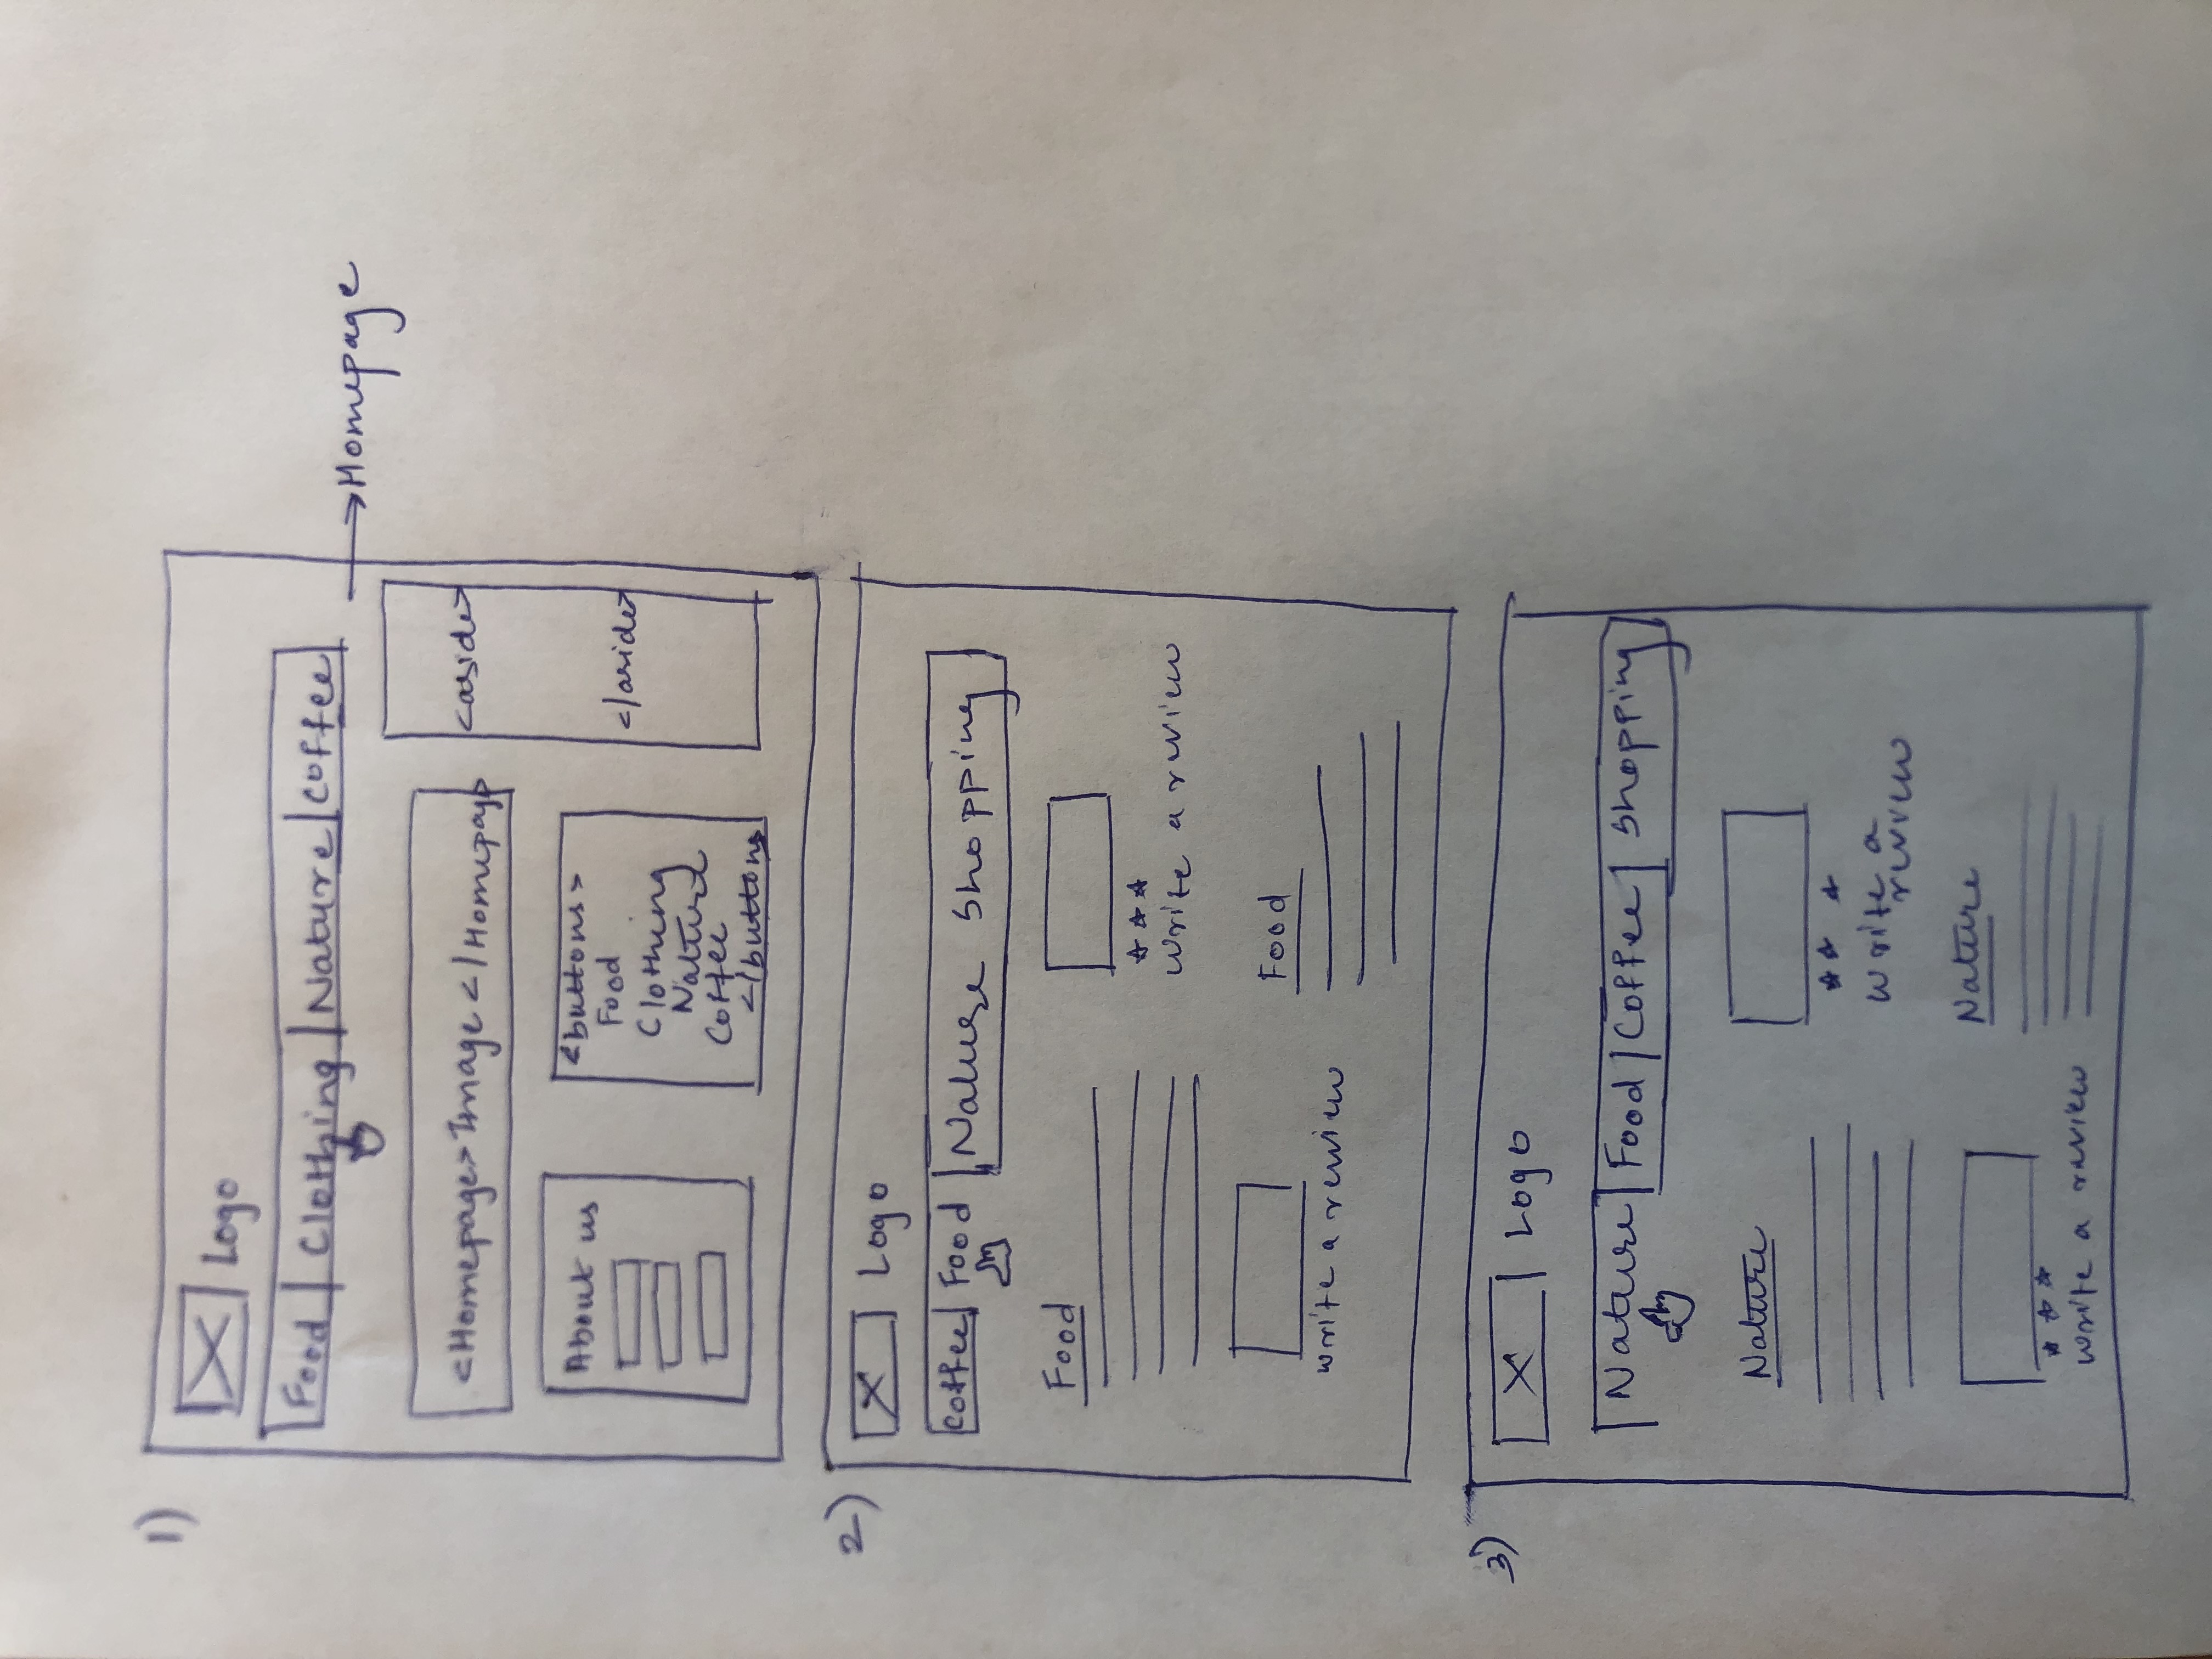 1)
Logo
Food Clothing Nature Coffee
→Homepage
<Homepage> Image </Homepage
<aside>
</aside>
About us
<buttons>
Food
Clothing
Nature
Coffee
</buttons>
2)
Logo
Coffee Food Nature Shopping
Food
Write a review
write a review
Food
3)
Logo
Nature Food Coffee Shopping
Nature
Write a
review
Write a review
Nature